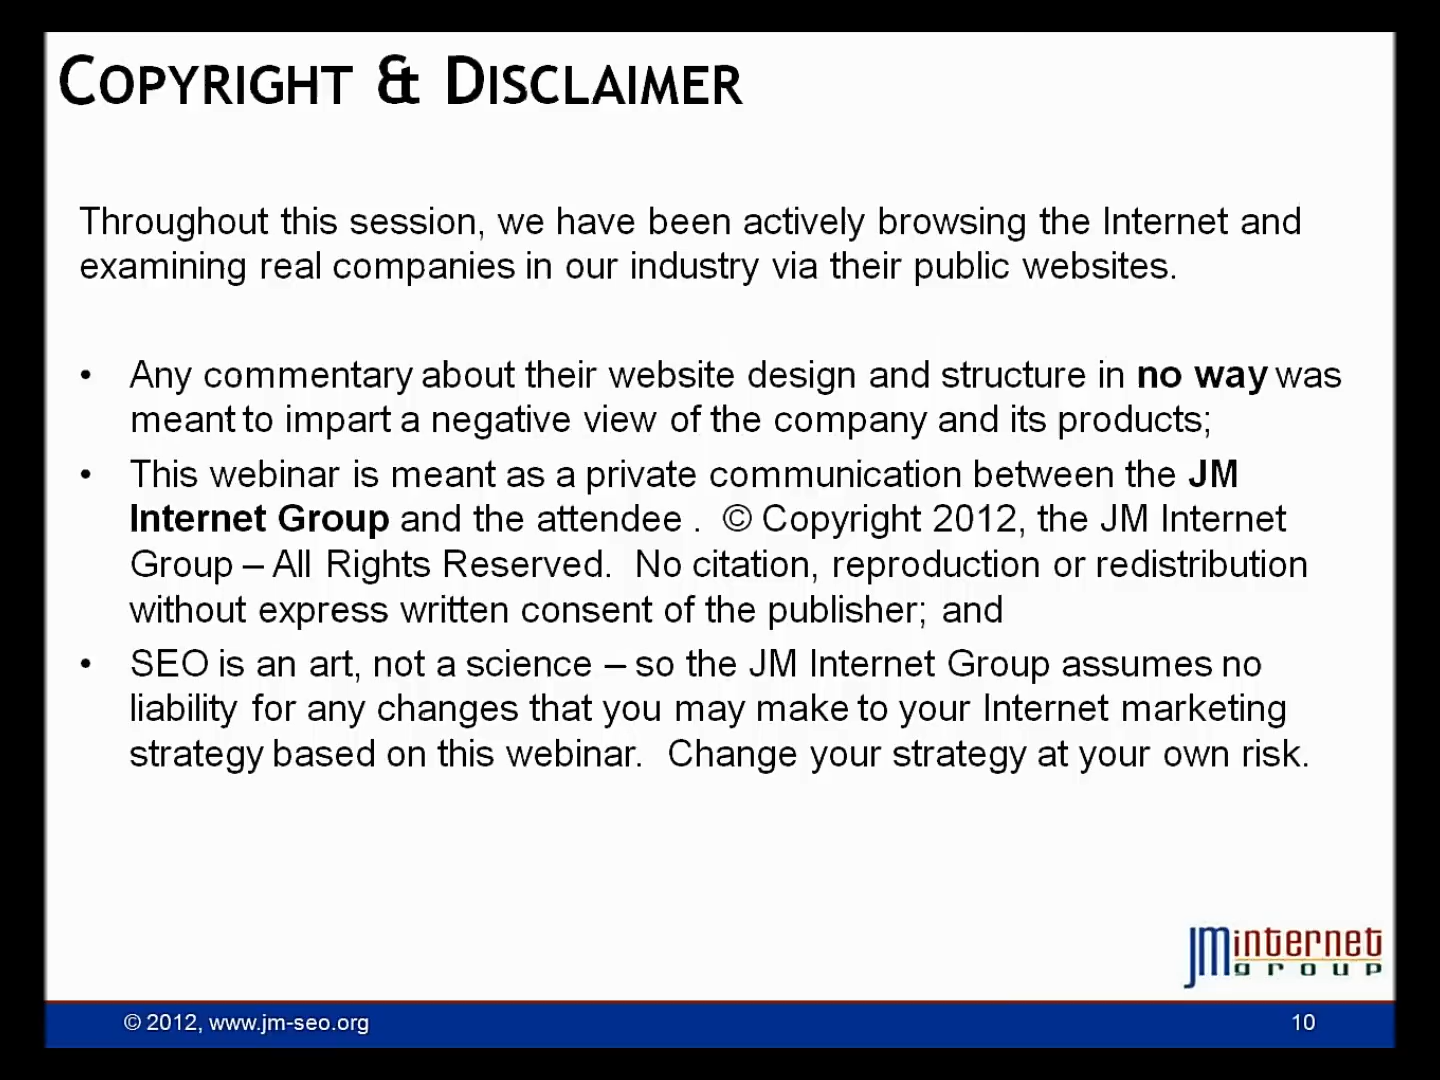 COPYRIGHT & DISCLAIMER
Throughout this session, we have been actively browsing the Internet and
examining real companies in our industry via their public websites.
• Any commentary about their website design and structure in no way was
meant to impart a negative view of the company and its products;
• This webinar is meant as a private communication between the JM
Internet Group and the attendee . © Copyright 2012, the JM Internet
Group – All Rights Reserved. No citation, reproduction or redistribution
without express written consent of the publisher; and
• SEO is an art, not a science – so the JM Internet Group assumes no
liability for any changes that you may make to your Internet marketing
strategy based on this webinar. Change your strategy at your own risk.
JM internet
group
© 2012, www.jm-seo.org
10